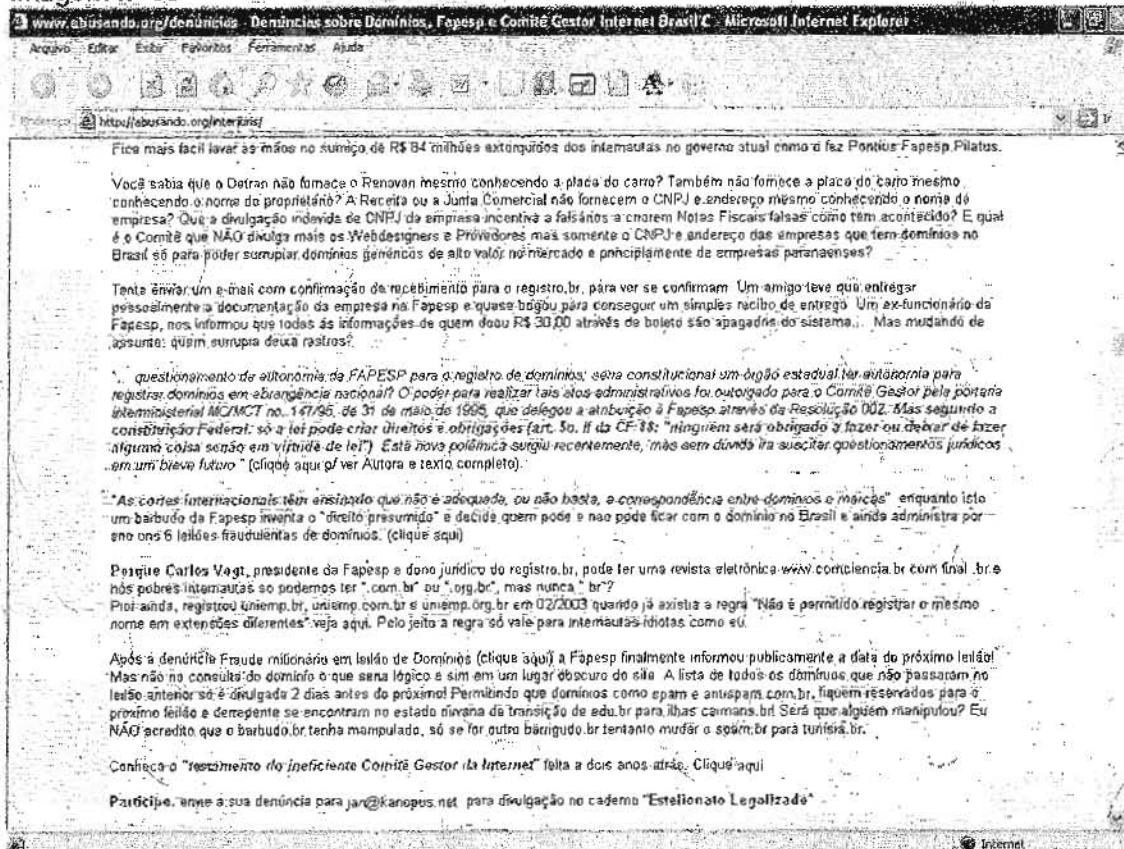 www.abusando.org/denuncias - Denúncias sobre Domínios, Fapesp e Comitê Gestor Internet Brasil C - Microsoft Internet Explorer
Arquivo Editar Exibir Favoritos Ferramentas Ajuda
Endereço http://abusando.org/interjuris/ Ir
Fica mais facil lavar as mãos no sumiço de R$ 84 milhões extorquidos dos internautas no governo atual como o fez Pontius Fapesp Pilatus.
Você sabia que o Detran não fornece o Renovan mesmo conhecendo a placa do carro? Também não fornece a placa do carro mesmo
conhecendo o nome do proprietário? A Receita ou a Junta Comercial não fornecem o CNPJ e endereço mesmo conhecendo o nome da
empresa? Que a divulgação indevida de CNPJ da empresa incentiva a falsários a criarem Notas Fiscais falsas como tem acontecido? E qual
é o Comitê que NÃO divulga mais os Webdesigners e Provedores mas somente o CNPJ e endereço das empresas que tem domínios no
Brasil só para poder surrupiar domínios genéricos de alto valor no mercado e principlamente de empresas paranaenses?
Tente enviar um e-mail com confirmação de recebimento para o registro.br, para ver se confirmam. Um amigo teve que entregar
pessoalmente a documentação da empresa na Fapesp e quase brigou para conseguir um simples recibo de entrega. Um ex-funcionário da
Fapesp, nos informou que todas as informações de quem doou R$ 30,00 através de boleto são apagadas do sistema... Mas mudando de
assunto: quem surrupia deixa rastros?
"... questionamento de autonomia da FAPESP para o registro de domínios; seria constitucional um órgão estadual ter autonomia para
registrar domínios em abrangência nacional? O poder para realizar tais atos administrativos foi outorgado para o Comitê Gestor pela portaria
interministerial MC/MCT no. 147/95, de 31 de maio de 1995, que delegou a atribuição à Fapesp através da Resolução 002. Mas segundo a
constituição Federal. só a lei pode criar direitos e obrigações (art. 5o. II da CF 88: "ninguém será obrigado a fazer ou deixar de fazer
alguma coisa senão em virtude de lei") Esta nova polêmica surgiu recentemente, mas sem dúvida ira suscitar questionamentos jurídicos
em um breve futuro " (clique aqui p/ ver Autora e texto completo).
"As cortes internacionais têm ensinado que não é adequada, ou não basta, a correspondência entre domínios e marcas" enquanto isto
um barbudo da Fapesp inventa o "direito presumido" e decide quem pode e nao pode ficar com o domínio no Brasil e ainda administra por
ano uns 6 leilões fraudulentas de domínios. (clique aqui)
Porque Carlos Vogt, presidente da Fapesp e dono jurídico do registro.br, pode ter uma revista eletrônica www.comciencia.br com final .br e
nós pobres internautas so podemos ter ".com.br" ou ".org.br", mas nunca ".br"?
Pior ainda, registrou uniemp.br, uniemp.com.br e uniemp.org.br em 02/2003 quando já existia a regra "Não é permitido registrar o mesmo
nome em extensões diferentes" veja aqui. Pelo jeito a regra só vale para internautas idiotas como eu.
Após a denúncia Fraude milionário em leilão de Domínios (clique aqui) a Fapesp finalmente informou publicamente a data do próximo leilão!
Mas não no consulta do domínio o que seria lógico e sim em um lugar obscuro do site. A lista de todos os domínios que não passaram no
leilão anterior só é divulgada 2 dias antes do próximo! Permitindo que domínios como spam e antispam.com.br, fiquem reservados para o
próximo leilão e derrepente se encontram no estado nirvana da transição de edu.br para ilhas caimans.br! Será que alguém manipulou? Eu
NÃO acredito que o barbudo.br tenha manipulado, só se for outro barrigudo.br tentanto mudar o spam.br para tunisia.br.
Conheça o "testamento do ineficiente Comitê Gestor da Internet" feita a dois anos atrás. Clique aqui
Participe, envie a sua denúncia para jan@kanopus.net para divulgação no caderno "Estelionato Legalizado"
Internet